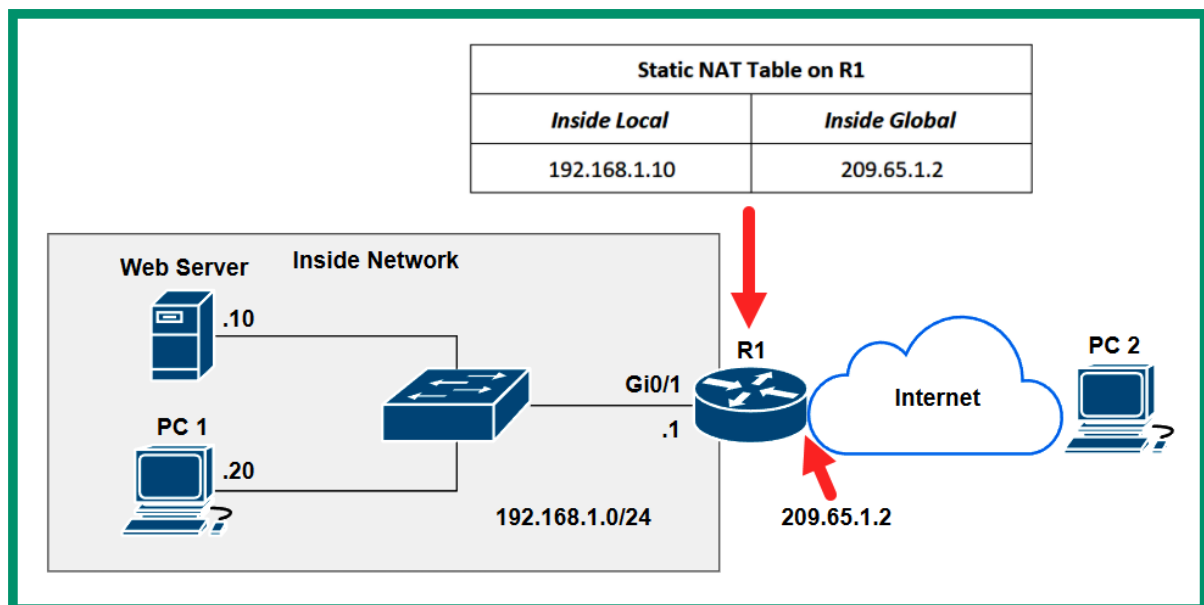 Static NAT Table on R1
Inside Local Inside Global
192.168.1.10 209.65.1.2
Web Server
Inside Network
.10
R1
PC 2
Gi0/1
Internet
PC 1
.1
.20
192.168.1.0/24
209.65.1.2